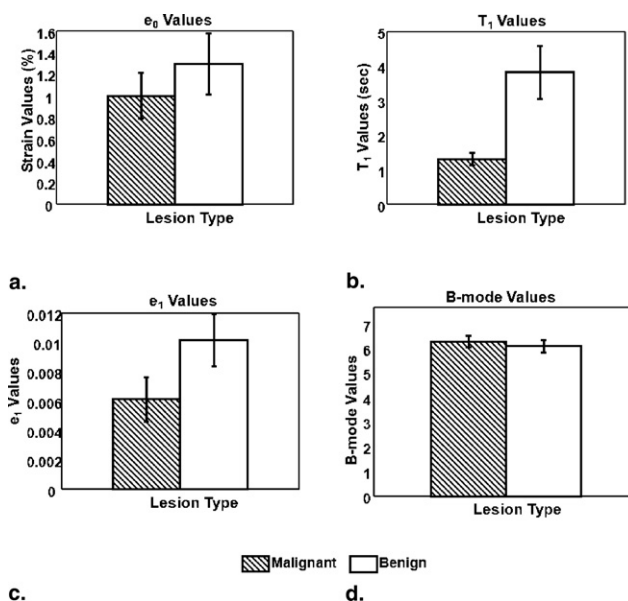 e0 Values
Strain Values (%)
1.6
1.4
1.2
1
0.8
0.6
0.4
0.2
0
Lesion Type
a.
T1 Values
T1 Values (sec)
5
4
3
2
1
0
Lesion Type
b.
e1 Values
e1 Values
0.012
0.01
0.008
0.006
0.004
0.002
0
Lesion Type
B-mode Values
B-mode Values
7
6
5
4
3
2
1
0
Lesion Type
Malignant Benign
c.
d.